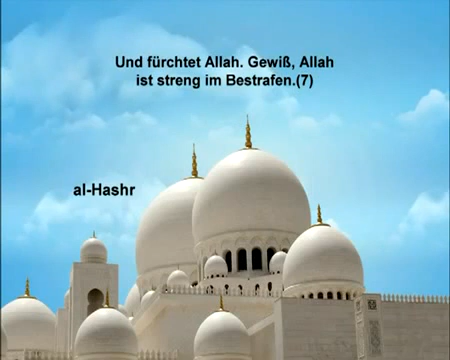 Und fürchtet Allah. Gewiß, Allah
ist streng im Bestrafen.(7)
al-Hashr